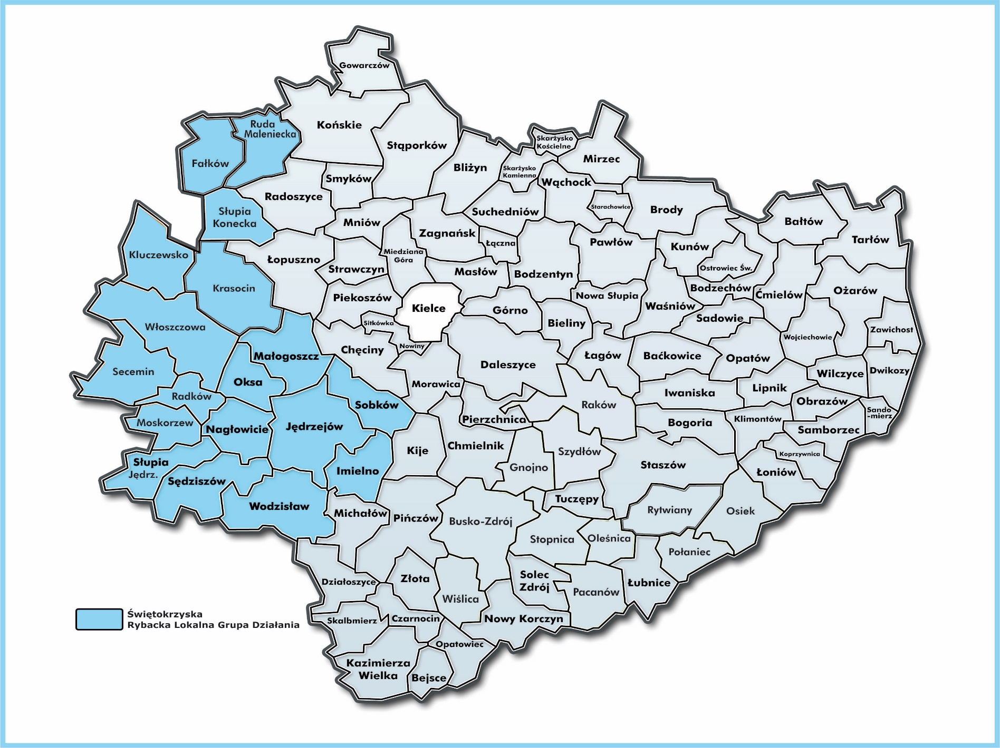 Gowarczów
Końskie
Ruda
Maleniecka
Fałków
Stąporków
Skarżysko
Kościelne
Mirzec
Bliżyn
Skarżysko
Kamienna
Smyków
Wąchock
Radoszyce
Starachowice
Brody
Słupia
Konecka
Suchedniów
Mniów
Bałtów
Zagnańsk
Tarłów
Łączna
Pawłów
Kunów
Kluczewsko
Łopuszno
Miedziana
Góra
Strawczyn
Masłów
Bodzentyn
Ostrowiec Św.
Krasocin
Bodzechów
Ćmielów
Ożarów
Piekoszów
Nowa Słupia
Kielce
Górno
Waśniów
Sadowie
Sitkówka
Bieliny
Włoszczowa
Zawichost
Wojciechowie
Nowiny
Chęciny
Małogoszcz
Łagów
Baćkowice
Opatów
Daleszyce
Secemin
Wilczyce
Dwikozy
Oksa
Morawica
Lipnik
Iwaniska
Radków
Sobków
Raków
Obrazów
Sando
-mierz
Moskorzew
Pierzchnica
Klimontów
Bogoria
Nagłowicie
Jędrzejów
Samborzec
Kije
Chmielnik
Szydłów
Koprzywnica
Słupia
Jędrz.
Gnojno
Staszów
Imielno
Łoniów
Sędziszów
Tuczępy
Wodzisław
Michałów
Pińczów
Busko-Zdrój
Rytwiany
Osiek
Stopnica
Oleśnica
Połaniec
Działoszyce
Złota
Solec
Zdrój
Łubnice
Pacanów
Wiślica
Skalbmierz
Czarnocin
Nowy Korczyn
Opatowiec
Kazimierza
Wielka
Bejsce
Świętokrzyska
Rybacka Lokalna Grupa Działania